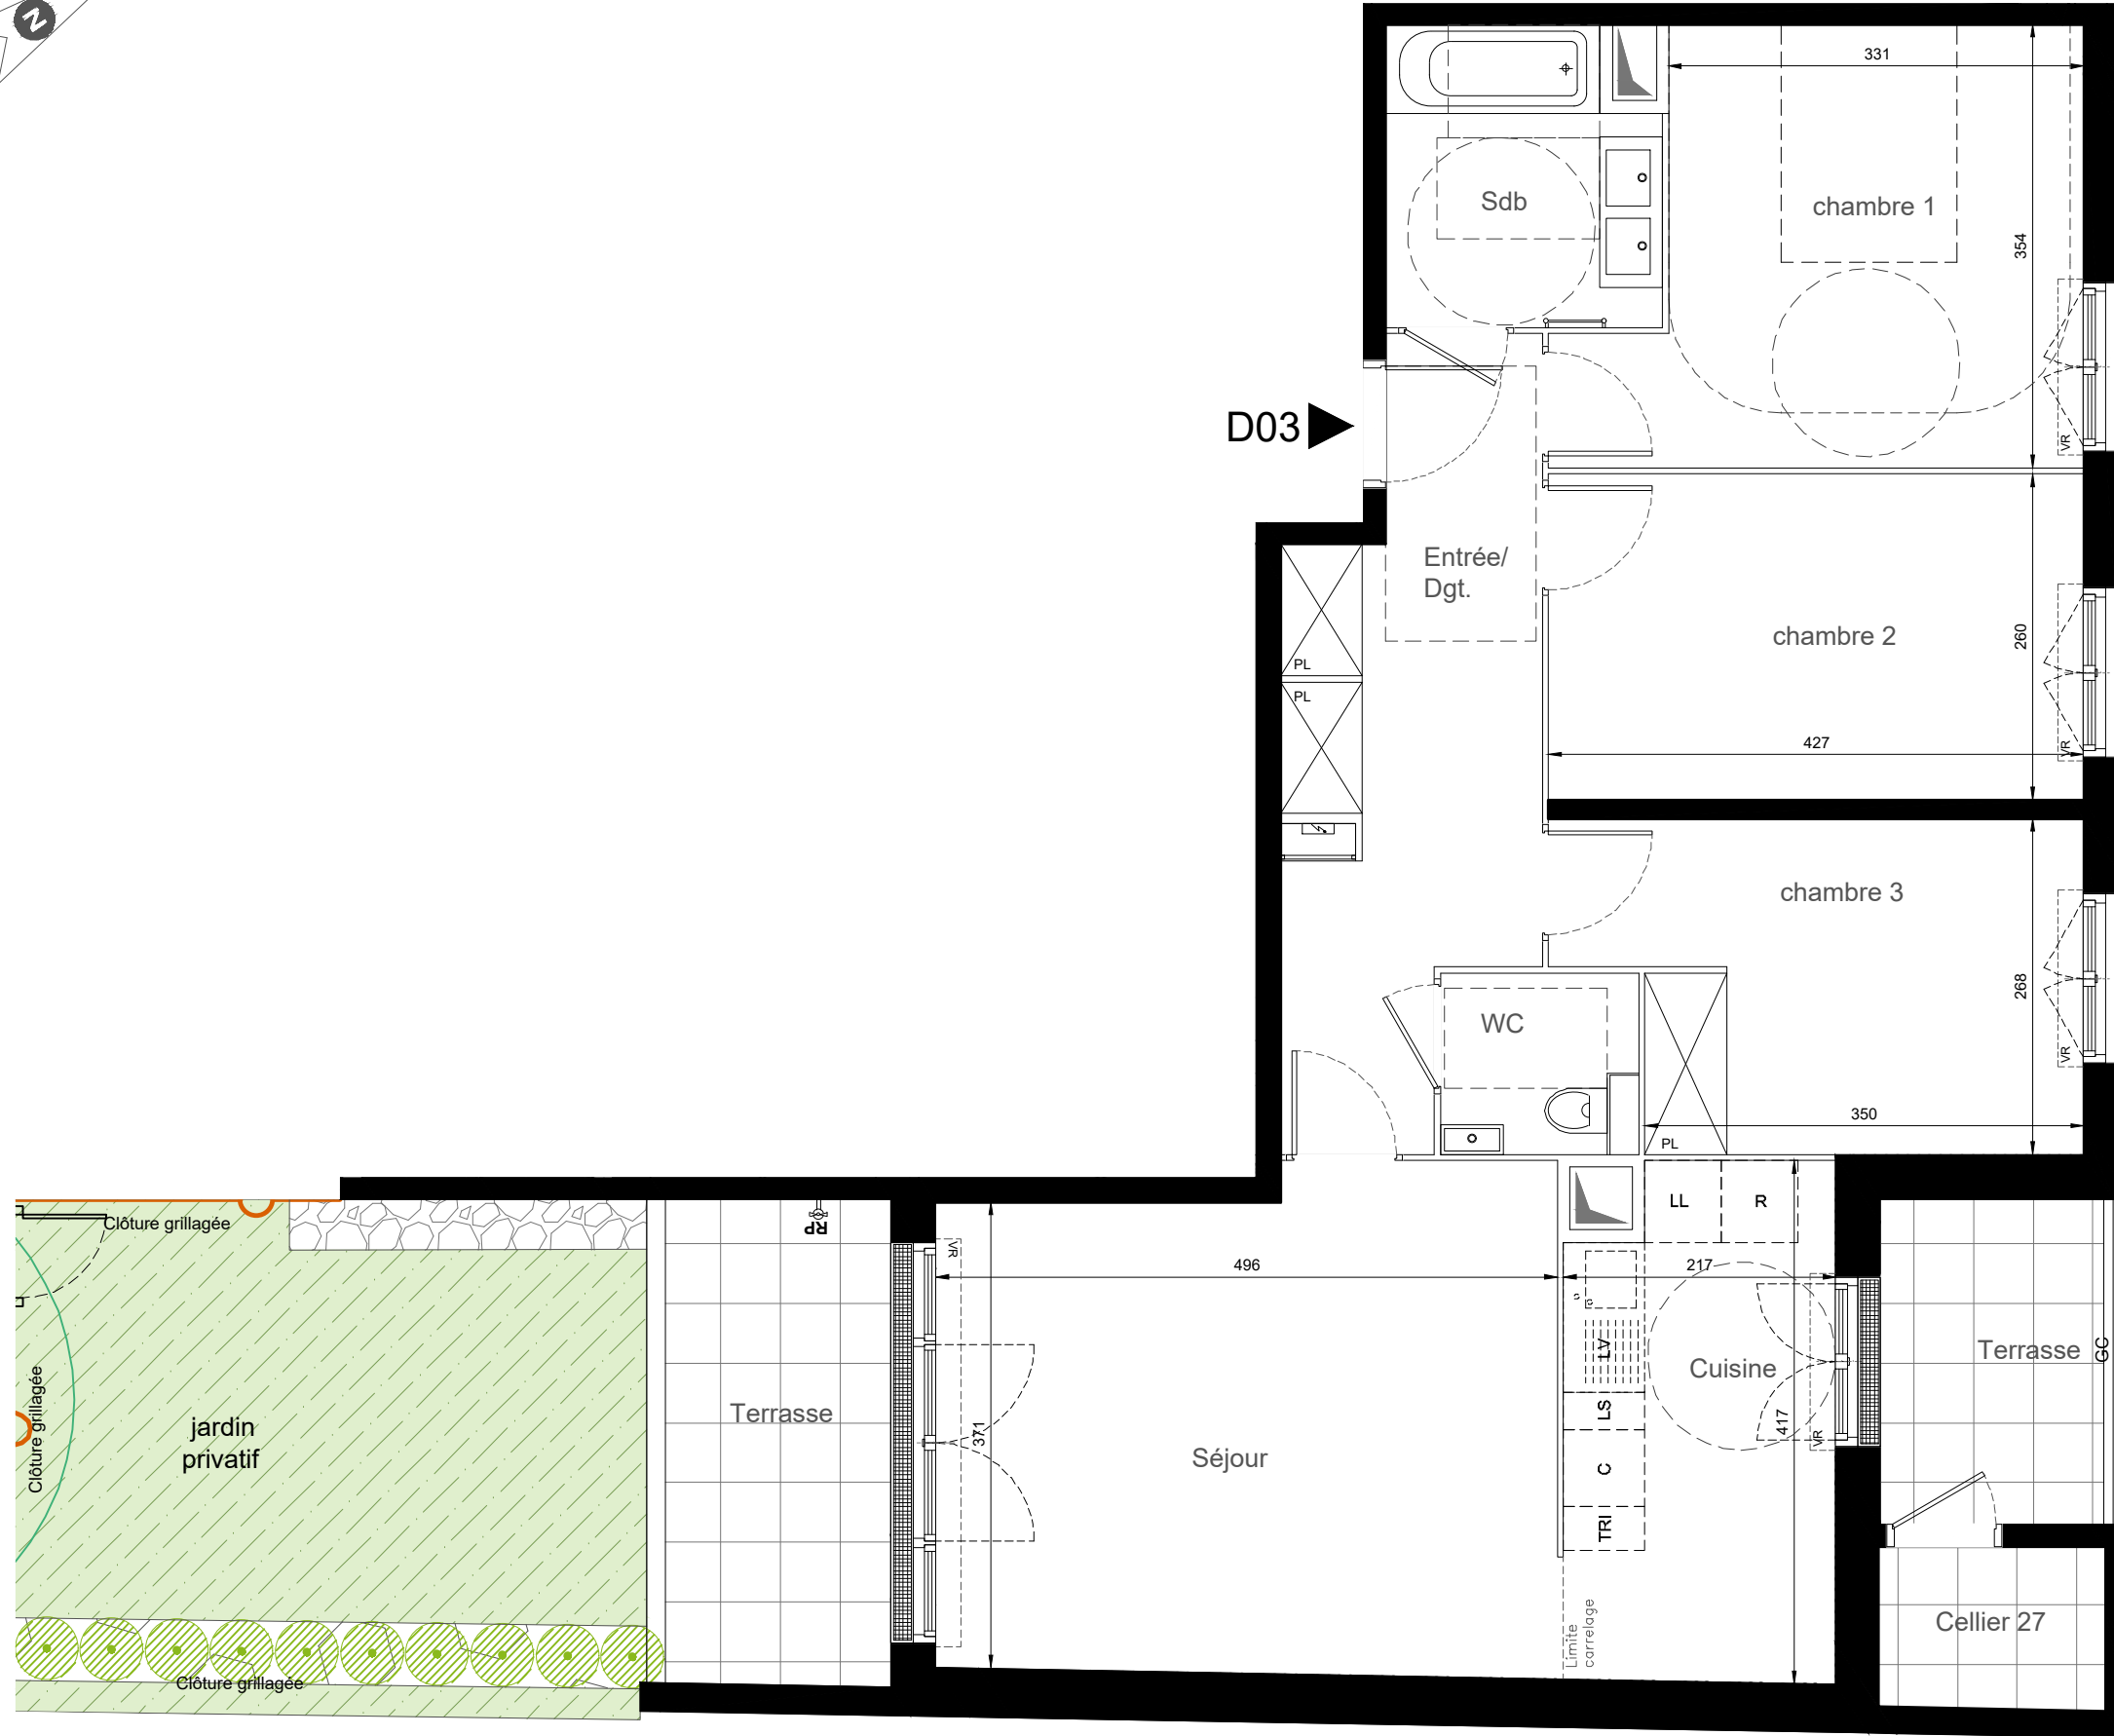 N
331
Sdb
chambre 1
354
D03
VR
Entrée/
Dgt.
chambre 2
260
PL
PL
427
VR
chambre 3
268
WC
VR
350
PL
LL
R
Clôture grillagée
RP
VR
496
217
Terrasse
GC
LV
Cuisine
Clôture grillagée
jardin
privatif
Terrasse
371
LS
417
VR
Séjour
C
TRI
Limite
carrelage
Cellier 27
Clôture grillagée